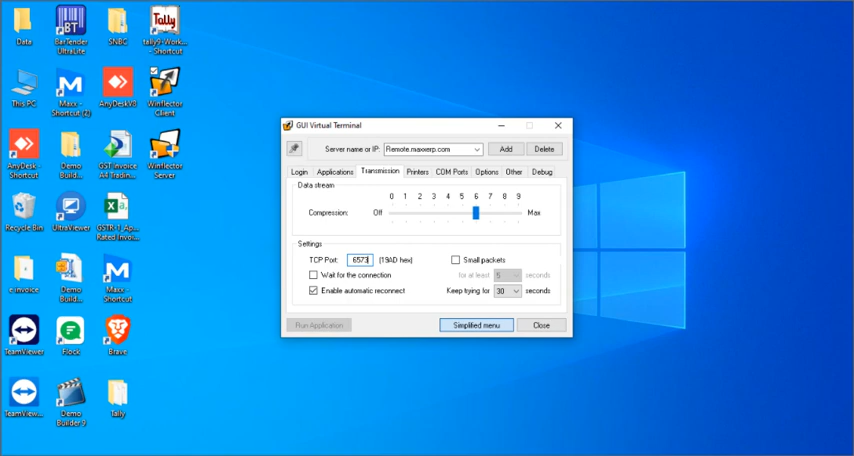 Data
BarTender
UltraLite
SNBC
tally9-Work...
- Shortcut
This PC
Maxx -
Shortcut (2)
AnyDeskV8
Winflector
Client
AnyDesk -
Shortcut
Demo
Build...
GST Invoice
A4 Tradin...
Winflector
Server
Recycle Bin
UltraViewer
GSTR-1_Ap...
Rated Invoi...
e invoice
Demo
Build...
Maxx -
Shortcut
TeamViewer
Flock
Brave
TeamView...
Demo
Builder 9
Tally
GUI Virtual Terminal
Server name or IP: Remote.maxxerp.com Add Delete
Login Applications Transmission Printers COM Ports Options Other Debug
Data stream
0 1 2 3 4 5 6 7 8 9
Compression: Off Max
Settings
TCP Port: 6573 (19AD hex) Small packets
Wait for the connection for at least 5 seconds
Enable automatic reconnect Keep trying for 30 seconds
Run Application Simplified menu Close